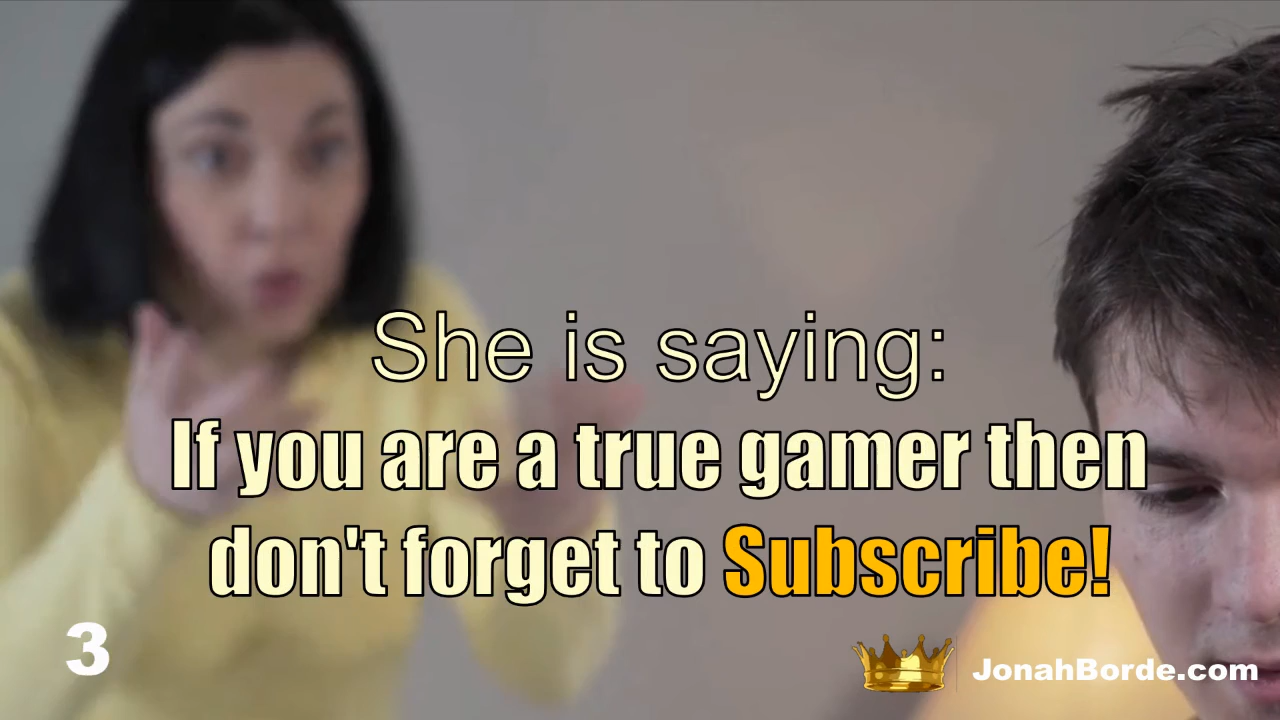 She is saying:
If you are a true gamer then
don't forget to Subscribe!
3
JonahBorde.com